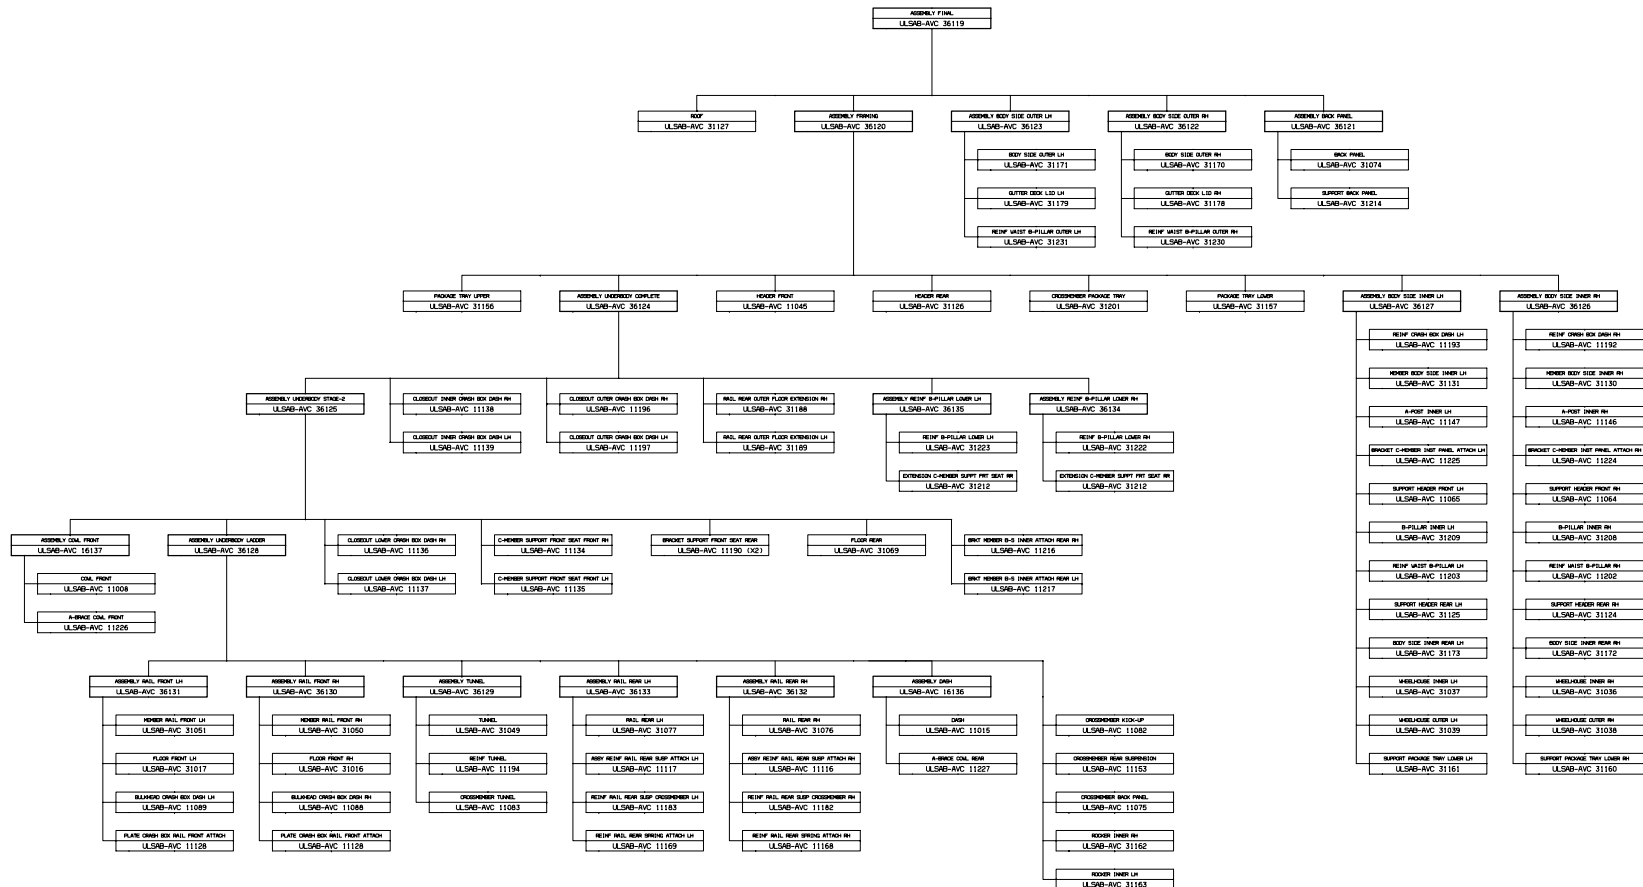 ASSEMBLY FINAL
ULSAB-AVC 36119
ROOF
ULSAB-AVC 31127
ASSEMBLY FRAMING
ULSAB-AVC 36120
ASSEMBLY BODY SIDE OUTER LH
ULSAB-AVC 36123
ASSEMBLY BODY SIDE OUTER RH
ULSAB-AVC 36122
ASSEMBLY BACK PANEL
ULSAB-AVC 36121
BODY SIDE OUTER LH
ULSAB-AVC 31171
BODY SIDE OUTER RH
ULSAB-AVC 31170
BACK PANEL
ULSAB-AVC 31074
GUTTER DECK LID LH
ULSAB-AVC 31179
GUTTER DECK LID RH
ULSAB-AVC 31178
SUPPORT BACK PANEL
ULSAB-AVC 31214
REINF WAIST B-PILLAR OUTER LH
ULSAB-AVC 31231
REINF WAIST B-PILLAR OUTER RH
ULSAB-AVC 31230
PACKAGE TRAY UPPER
ULSAB-AVC 31156
ASSEMBLY UNDERBODY COMPLETE
ULSAB-AVC 36124
HEADER FRONT
ULSAB-AVC 11045
HEADER REAR
ULSAB-AVC 31126
CROSSMEMBER PACKAGE TRAY
ULSAB-AVC 31201
PACKAGE TRAY LOWER
ULSAB-AVC 31157
ASSEMBLY BODY SIDE INNER LH
ULSAB-AVC 36127
ASSEMBLY BODY SIDE INNER RH
ULSAB-AVC 36126
REINF CRASH BOX DASH LH
ULSAB-AVC 11193
REINF CRASH BOX DASH RH
ULSAB-AVC 11192
MEMBER BODY SIDE INNER LH
ULSAB-AVC 31131
MEMBER BODY SIDE INNER RH
ULSAB-AVC 31130
A-POST INNER LH
ULSAB-AVC 11147
A-POST INNER RH
ULSAB-AVC 11146
BRACKET C-MEMBER INST PANEL ATTACH LH
ULSAB-AVC 11225
BRACKET C-MEMBER INST PANEL ATTACH RH
ULSAB-AVC 11224
SUPPORT HEADER FRONT LH
ULSAB-AVC 11065
SUPPORT HEADER FRONT RH
ULSAB-AVC 11064
B-PILLAR INNER LH
ULSAB-AVC 31209
B-PILLAR INNER RH
ULSAB-AVC 31208
REINF WAIST B-PILLAR LH
ULSAB-AVC 11203
REINF WAIST B-PILLAR RH
ULSAB-AVC 11202
SUPPORT HEADER REAR LH
ULSAB-AVC 31125
SUPPORT HEADER REAR RH
ULSAB-AVC 31124
BODY SIDE INNER REAR LH
ULSAB-AVC 31173
BODY SIDE INNER REAR RH
ULSAB-AVC 31172
WHEELHOUSE INNER LH
ULSAB-AVC 31037
WHEELHOUSE INNER RH
ULSAB-AVC 31036
WHEELHOUSE OUTER LH
ULSAB-AVC 31039
WHEELHOUSE OUTER RH
ULSAB-AVC 31038
SUPPORT PACKAGE TRAY LOWER LH
ULSAB-AVC 31161
SUPPORT PACKAGE TRAY LOWER RH
ULSAB-AVC 31160
ASSEMBLY UNDERBODY STAGE-2
ULSAB-AVC 36125
CLOSEOUT INNER CRASH BOX DASH RH
ULSAB-AVC 11138
CLOSEOUT OUTER CRASH BOX DASH RH
ULSAB-AVC 11196
RAIL REAR OUTER FLOOR EXTENSION RH
ULSAB-AVC 31188
ASSEMBLY REINF B-PILLAR LOWER LH
ULSAB-AVC 36135
ASSEMBLY REINF B-PILLAR LOWER RH
ULSAB-AVC 36134
CLOSEOUT INNER CRASH BOX DASH LH
ULSAB-AVC 11139
CLOSEOUT OUTER CRASH BOX DASH LH
ULSAB-AVC 11197
RAIL REAR OUTER FLOOR EXTENSION LH
ULSAB-AVC 31189
REINF B-PILLAR LOWER LH
ULSAB-AVC 31223
REINF B-PILLAR LOWER RH
ULSAB-AVC 31222
EXTENSION C-MEMBER SUPPT FRT SEAT RR
ULSAB-AVC 31212
EXTENSION C-MEMBER SUPPT FRT SEAT RR
ULSAB-AVC 31212
ASSEMBLY COWL FRONT
ULSAB-AVC 16137
ASSEMBLY UNDERBODY LADDER
ULSAB-AVC 36128
CLOSEOUT LOWER CRASH BOX DASH RH
ULSAB-AVC 11136
C-MEMBER SUPPORT FRONT SEAT FRONT RH
ULSAB-AVC 11134
BRACKET SUPPORT FRONT SEAT REAR
ULSAB-AVC 11190 (X2)
FLOOR REAR
ULSAB-AVC 31069
BRKT MEMBER B-S INNER ATTACH REAR RH
ULSAB-AVC 11216
COWL FRONT
ULSAB-AVC 11008
CLOSEOUT LOWER CRASH BOX DASH LH
ULSAB-AVC 11137
C-MEMBER SUPPORT FRONT SEAT FRONT LH
ULSAB-AVC 11135
BRKT MEMBER B-S INNER ATTACH REAR LH
ULSAB-AVC 11217
A-BRACE COWL FRONT
ULSAB-AVC 11226
ASSEMBLY RAIL FRONT LH
ULSAB-AVC 36131
ASSEMBLY RAIL FRONT RH
ULSAB-AVC 36130
ASSEMBLY TUNNEL
ULSAB-AVC 36129
ASSEMBLY RAIL REAR LH
ULSAB-AVC 36133
ASSEMBLY RAIL REAR RH
ULSAB-AVC 36132
ASSEMBLY DASH
ULSAB-AVC 16136
MEMBER RAIL FRONT LH
ULSAB-AVC 31051
MEMBER RAIL FRONT RH
ULSAB-AVC 31050
TUNNEL
ULSAB-AVC 31049
RAIL REAR LH
ULSAB-AVC 31077
RAIL REAR RH
ULSAB-AVC 31076
DASH
ULSAB-AVC 11015
CROSSMEMBER KICK-UP
ULSAB-AVC 11082
FLOOR FRONT LH
ULSAB-AVC 31017
FLOOR FRONT RH
ULSAB-AVC 31016
REINF TUNNEL
ULSAB-AVC 11194
ASSY REINF RAIL REAR SUSP ATTACH LH
ULSAB-AVC 11117
ASSY REINF RAIL REAR SUSP ATTACH RH
ULSAB-AVC 11116
A-BRACE COWL REAR
ULSAB-AVC 11227
CROSSMEMBER REAR SUSPENSION
ULSAB-AVC 11153
BULKHEAD CRASH BOX DASH LH
ULSAB-AVC 11089
BULKHEAD CRASH BOX DASH RH
ULSAB-AVC 11088
CROSSMEMBER TUNNEL
ULSAB-AVC 11083
REINF RAIL REAR SUSP CROSSMEMBER LH
ULSAB-AVC 11183
REINF RAIL REAR SUSP CROSSMEMBER RH
ULSAB-AVC 11182
CROSSMEMBER BACK PANEL
ULSAB-AVC 11075
PLATE CRASH BOX RAIL FRONT ATTACH
ULSAB-AVC 11128
PLATE CRASH BOX RAIL FRONT ATTACH
ULSAB-AVC 11128
REINF RAIL REAR SPRING ATTACH LH
ULSAB-AVC 11169
REINF RAIL REAR SPRING ATTACH RH
ULSAB-AVC 11168
ROCKER INNER RH
ULSAB-AVC 31162
ROCKER INNER LH
ULSAB-AVC 31163